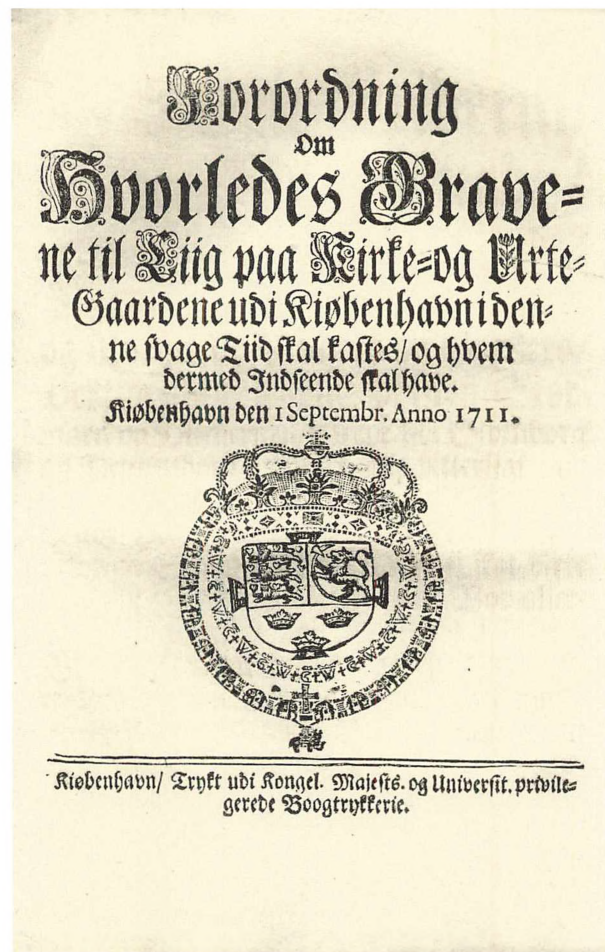 Forordning
Om
Hvorledes Grave-
ne til Liig paa Kirke-og Urte-
Gaardene udi Kiøbenhavn i den-
ne svage Tiid skal kastes/ og hvem
dermed Indseende skal have.
Kiøbenhavn den 1 Septembr. Anno 1711.
Kiøbenhavn/ Trykt udi Kongel. Majests. og Universit. privile-
gerede Boogtrykkerie.